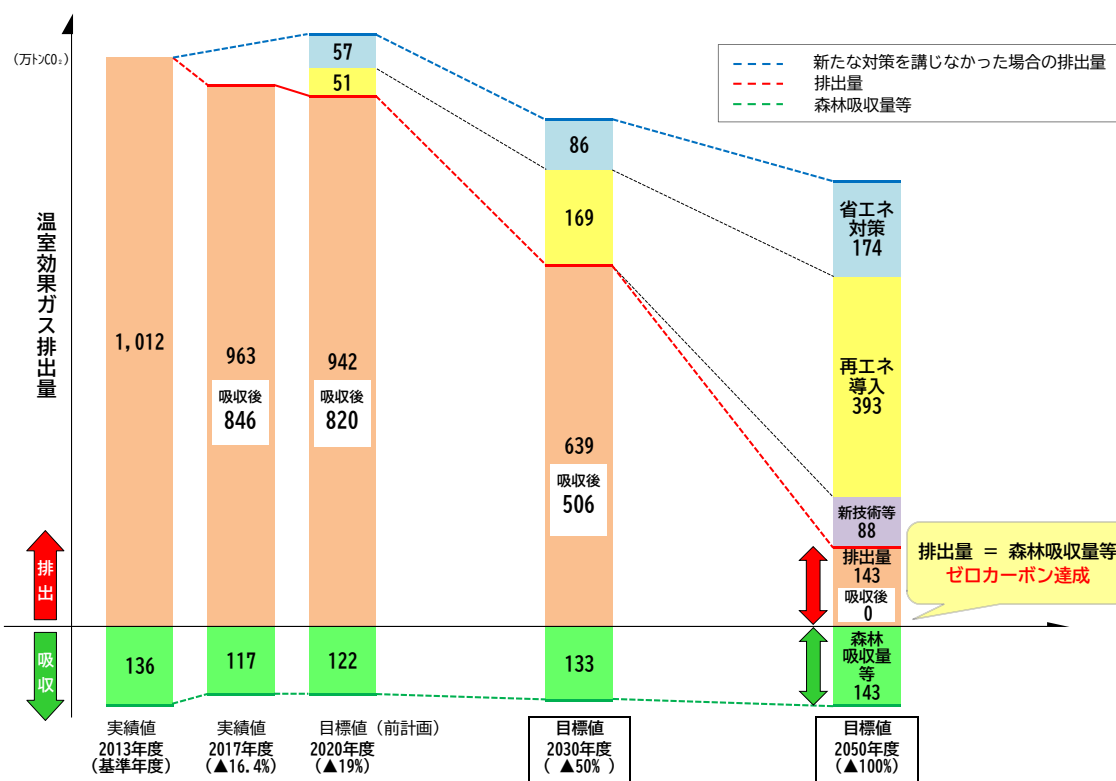 (万トンCO₂)
新たな対策を講じなかった場合の排出量
排出量
森林吸収量等
温室効果ガス排出量
排出
吸収
1,012
136
963
吸収後
846
117
57
51
942
吸収後
820
122
86
169
639
吸収後
506
133
省エネ
対策
174
再エネ
導入
393
新技術等
88
排出量
143
吸収後
0
森林
吸収量
等
143
排出量 = 森林吸収量等
ゼロカーボン達成
実績値
2013年度
(基準年度)
実績値
2017年度
(▲16.4%)
目標値(前計画)
2020年度
(▲19%)
目標値
2030年度
( ▲50% )
目標値
2050年度
(▲100%)